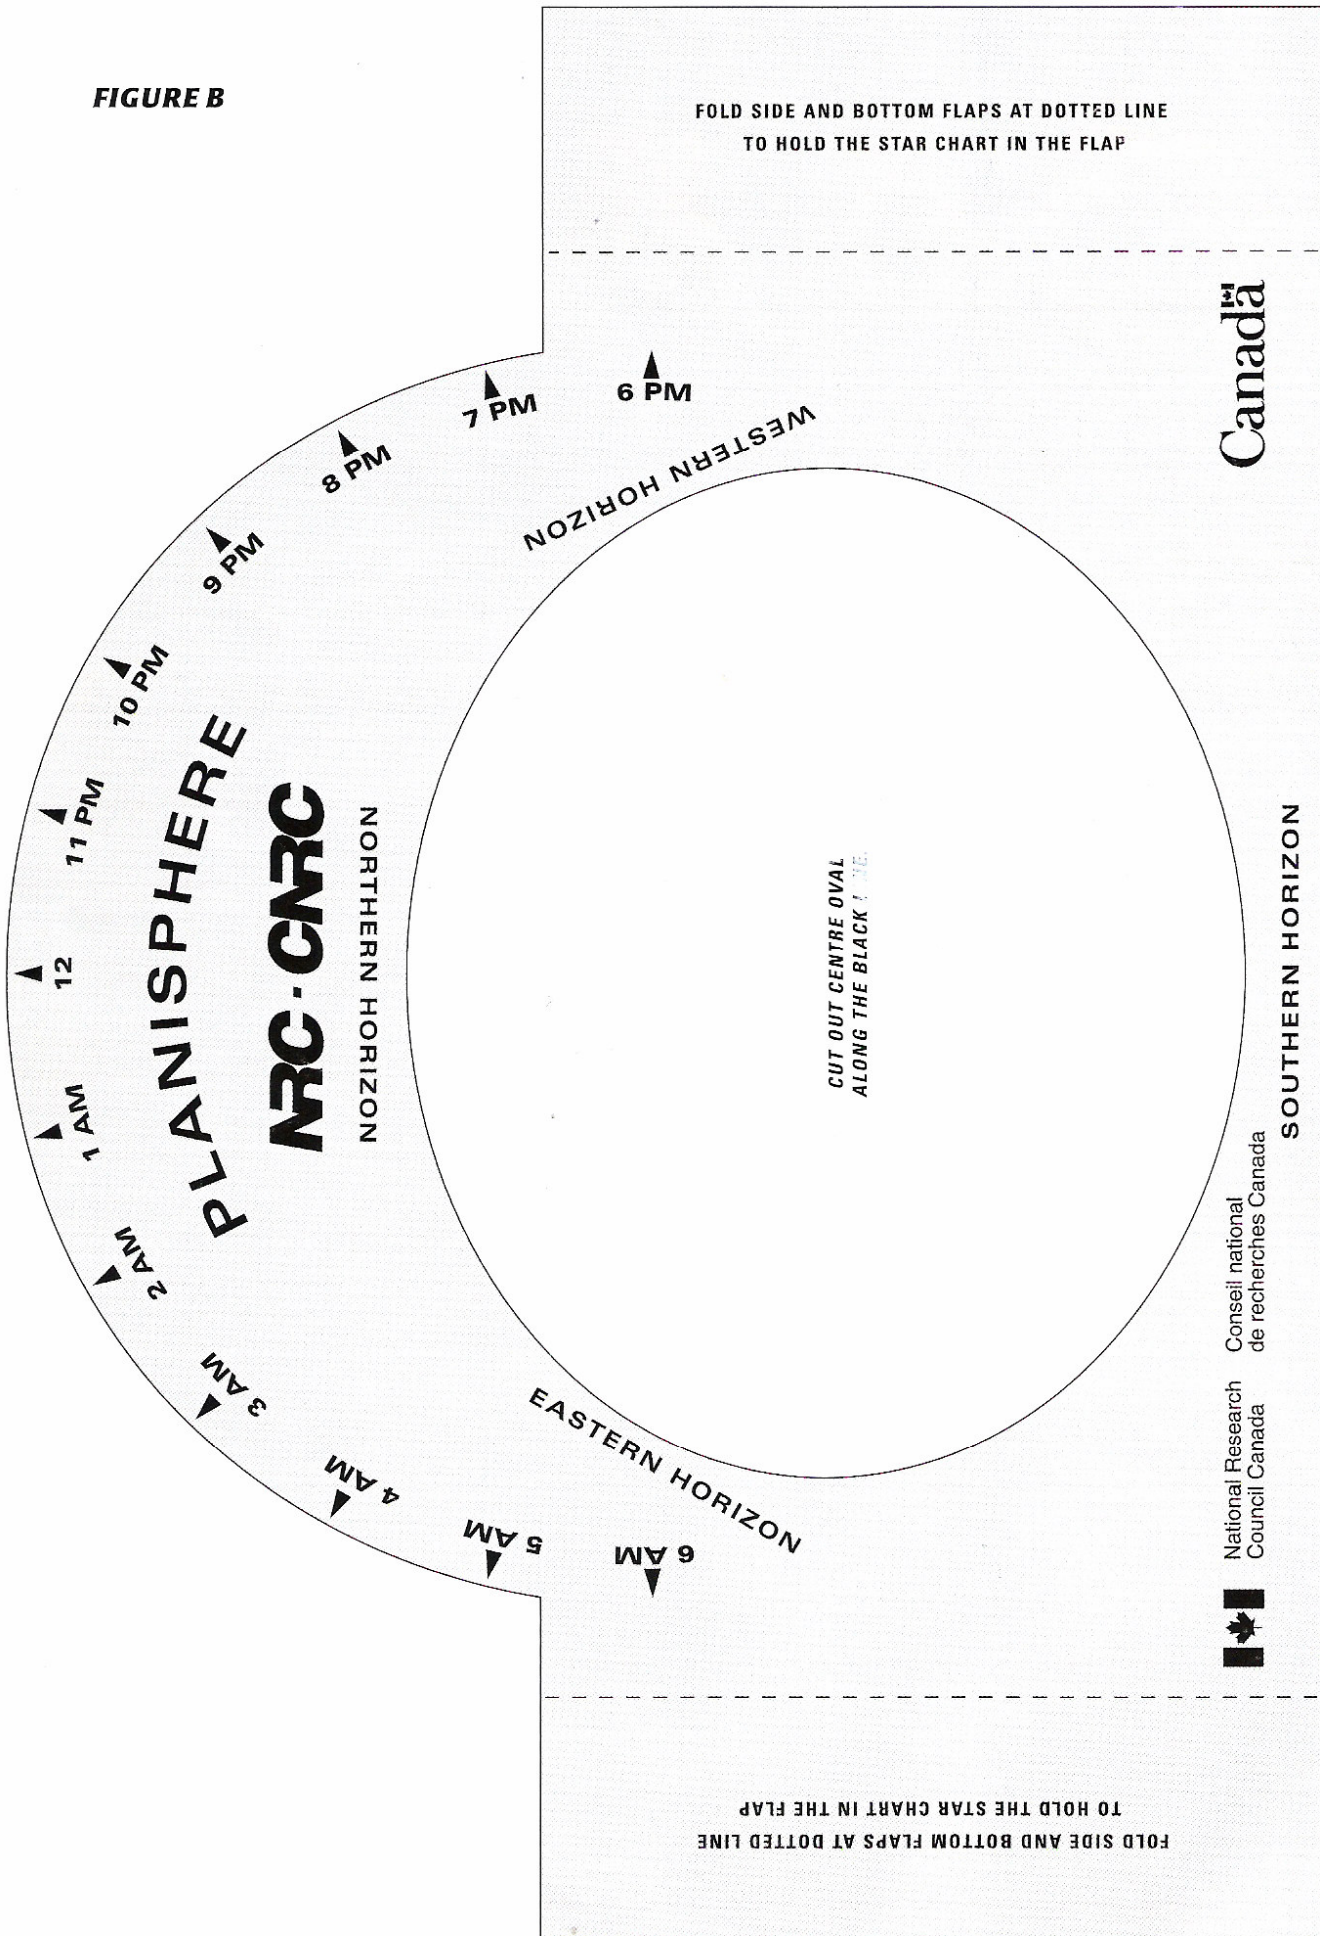 FIGURE B
FOLD SIDE AND BOTTOM FLAPS AT DOTTED LINE
TO HOLD THE STAR CHART IN THE FLAP
6 PM
7 PM
8 PM
9 PM
10 PM
11 PM
12
1 AM
2 AM
3 AM
4 AM
5 AM
6 AM
PLANISPHERE
NRC · CNRC
NORTHERN HORIZON
WESTERN HORIZON
EASTERN HORIZON
CUT OUT CENTRE OVAL
ALONG THE BLACK
SOUTHERN HORIZON
Canada
National Research
Council Canada
Conseil national
de recherches Canada
FOLD SIDE AND BOTTOM FLAPS AT DOTTED LINE
TO HOLD THE STAR CHART IN THE FLAP